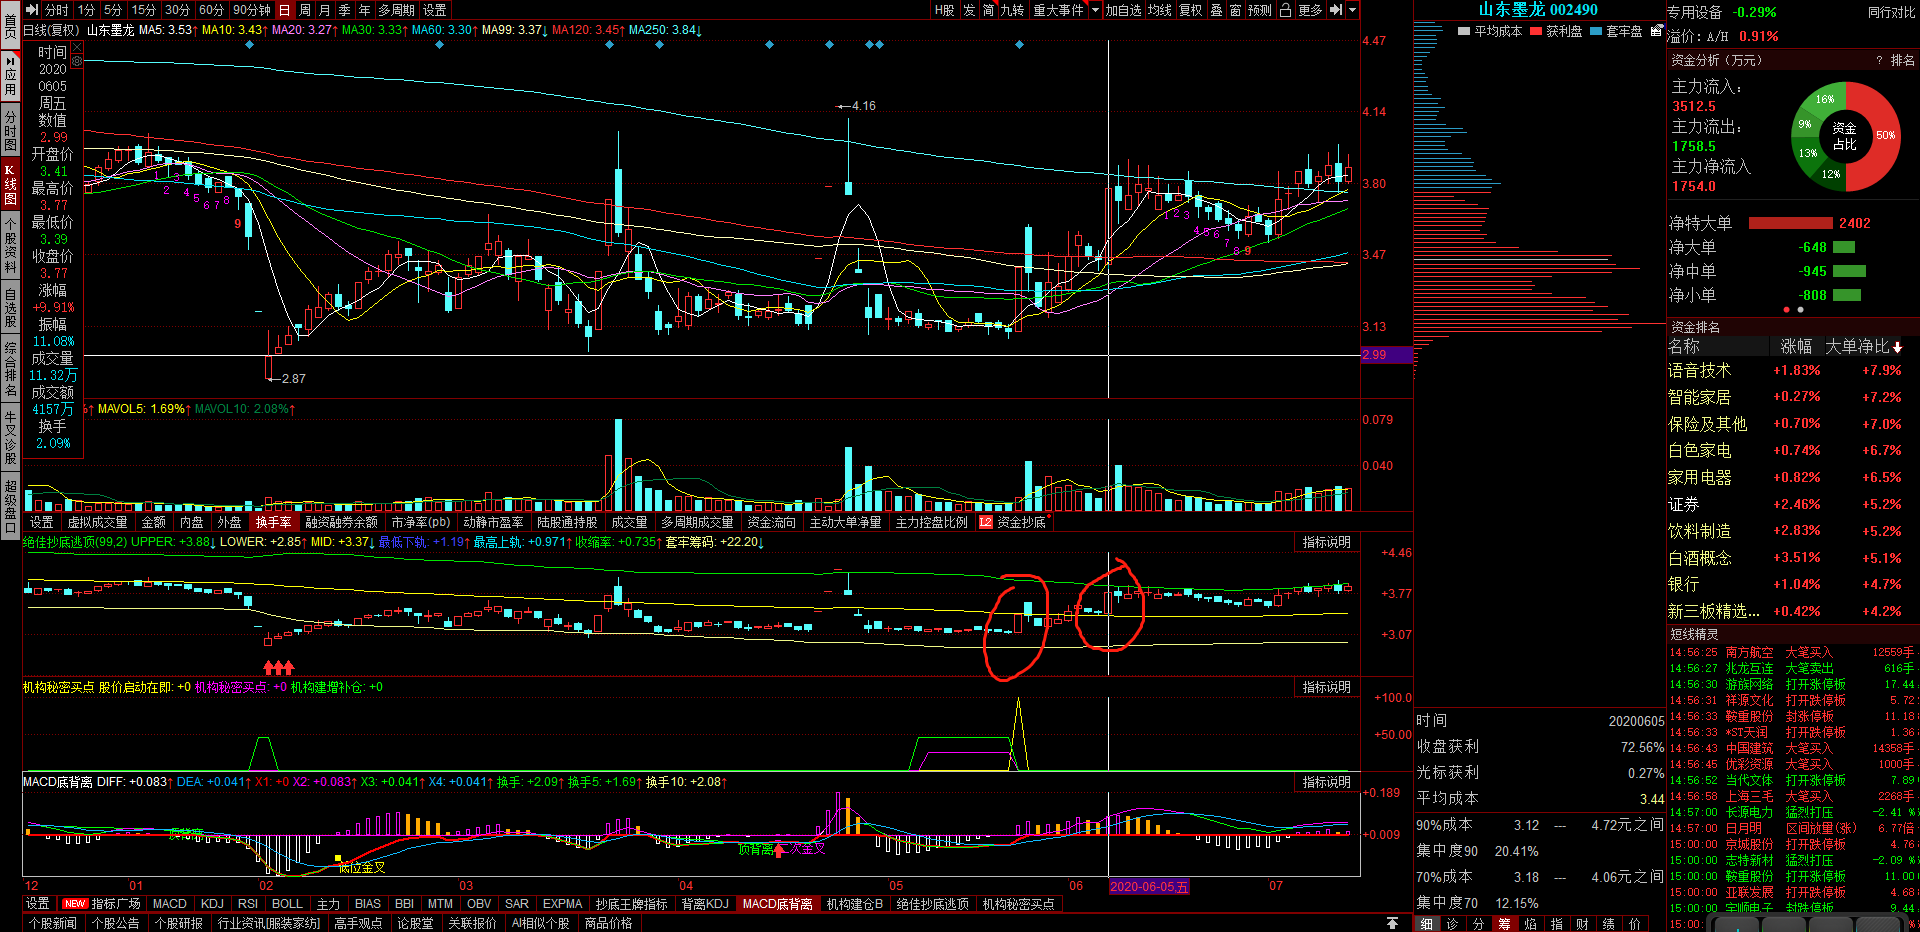 分时 1分 5分 15分 30分 60分 90分钟 日 周 月 季 年 多周期 设置
H股 发 简 九转 重大事件 加自选 均线 复权 叠 窗 预测 更多
日线(复权) 山东墨龙 MA5: 3.53↑ MA10: 3.43↑ MA20: 3.27↑ MA30: 3.33↑ MA60: 3.30↑ MA99: 3.37↓ MA120: 3.45↑ MA250: 3.84↓
首页
应用
分时图
K线图
个股资料
自选股
综合排名
牛叉诊股
超级盘口
时间
2020
0605
周五
数值
2.99
开盘价
3.41
最高价
3.77
最低价
3.39
收盘价
3.77
涨幅
+9.91%
振幅
11.08%
成交量
11.32万
成交额
4157万
换手
2.09%
4.16
2.87
1 2 3 4 5 6 7 8 9
1 2 3 4 5 6 7 8 9
4.47
4.14
3.80
3.47
3.13
2.99
MAVOL5: 1.69%↑ MAVOL10: 2.08%↑
0.079
0.040
设置 虚拟成交量 金额 内盘 外盘 换手率 融资融券余额 市净率(pb) 动静市盈率 陆股通持股 成交量 多周期成交量 资金流向 主动大单净量 主力控盘比例 L2 资金抄底
绝佳抄底逃顶(99,2) UPPER: +3.88↓ LOWER: +2.85↑ MID: +3.37↓ 最低下轨: +1.19↑ 最高上轨: +0.971↑ 收缩率: +0.735↑ 套牢筹码: +22.20↓
指标说明
+4.46
+3.77
+3.07
机构秘密买点 股价启动在即: +0 机构秘密买点: +0 机构建增补仓: +0
指标说明
+100.0
+50.00
MACD底背离 DIFF: +0.083↑ DEA: +0.041↑ X1: +0 X2: +0.083↑ X3: +0.041↑ X4: +0.041↑ 换手: +2.09↑ 换手5: +1.69↑ 换手10: +2.08↑
指标说明
+0.189
+0.009
低位金叉
顶背离
二次金叉
12 01 02 03 04 05 06 2020-06-05,五 07
设置 NEW 指标广场 MACD KDJ RSI BOLL 主力 BIAS BBI MTM OBV SAR EXPMA 抄底王牌指标 背离KDJ MACD底背离 机构建仓B 绝佳抄底逃顶 机构秘密买点
个股新闻 个股公告 个股研报 行业资讯[服装家纺] 高手观点 论股堂 关联报价 AI相似个股 商品价格
山东墨龙 002490
平均成本 获利盘 套牢盘
时间 20200605
收盘获利 72.56%
光标获利 0.27%
平均成本 3.44
90%成本 3.12 --- 4.72元之间
集中度90 20.41%
70%成本 3.18 --- 4.06元之间
集中度70 12.15%
细 诊 分 筹 焰 指 财 绩 价
专用设备 -0.29% 同行对比
溢价: A/H 0.91%
资金分析(万元) ? 排名
主力流入:
3512.5
主力流出:
1758.5
主力净流入
1754.0
16%
9%
13%
12%
50%
资金占比
净特大单 2402
净大单 -648
净中单 -945
净小单 -808
资金排名
名称 涨幅 大单净比
语音技术 +1.83% +7.9%
智能家居 +0.27% +7.2%
保险及其他 +0.70% +7.0%
白色家电 +0.74% +6.7%
家用电器 +0.82% +6.5%
证券 +2.46% +5.2%
饮料制造 +2.83% +5.2%
白酒概念 +3.51% +5.1%
银行 +1.04% +4.7%
新三板精选... +0.42% +4.2%
短线精灵
14:56:25 南方航空 大笔买入 12559手
14:56:27 兆龙互连 大笔卖出 616手
14:56:30 游族网络 打开涨停板 17.44
14:56:31 祥源文化 打开跌停板 5.72
14:56:33 鞍重股份 封涨停板 11.18
14:56:33 *ST天润 打开跌停板 1.36
14:56:43 中国建筑 大笔买入 14358手
14:56:45 优彩资源 大笔买入 1000手
14:56:52 当代文体 打开涨停板 7.89
14:56:58 上海三毛 大笔买入 2268手
14:57:00 长源电力 猛烈打压 -2.41 %
14:57:00 日月明 区间放量(涨) 6.77倍
15:00:00 京城股份 打开跌停板 4.76
15:00:00 志特新材 猛烈打压 -2.09 %
15:00:00 鞍重股份 打开涨停板 11.00
15:00:00 亚联发展 打开跌停板 4.68
15:00:00 宇顺电子 封跌停板 9.44
15:00: